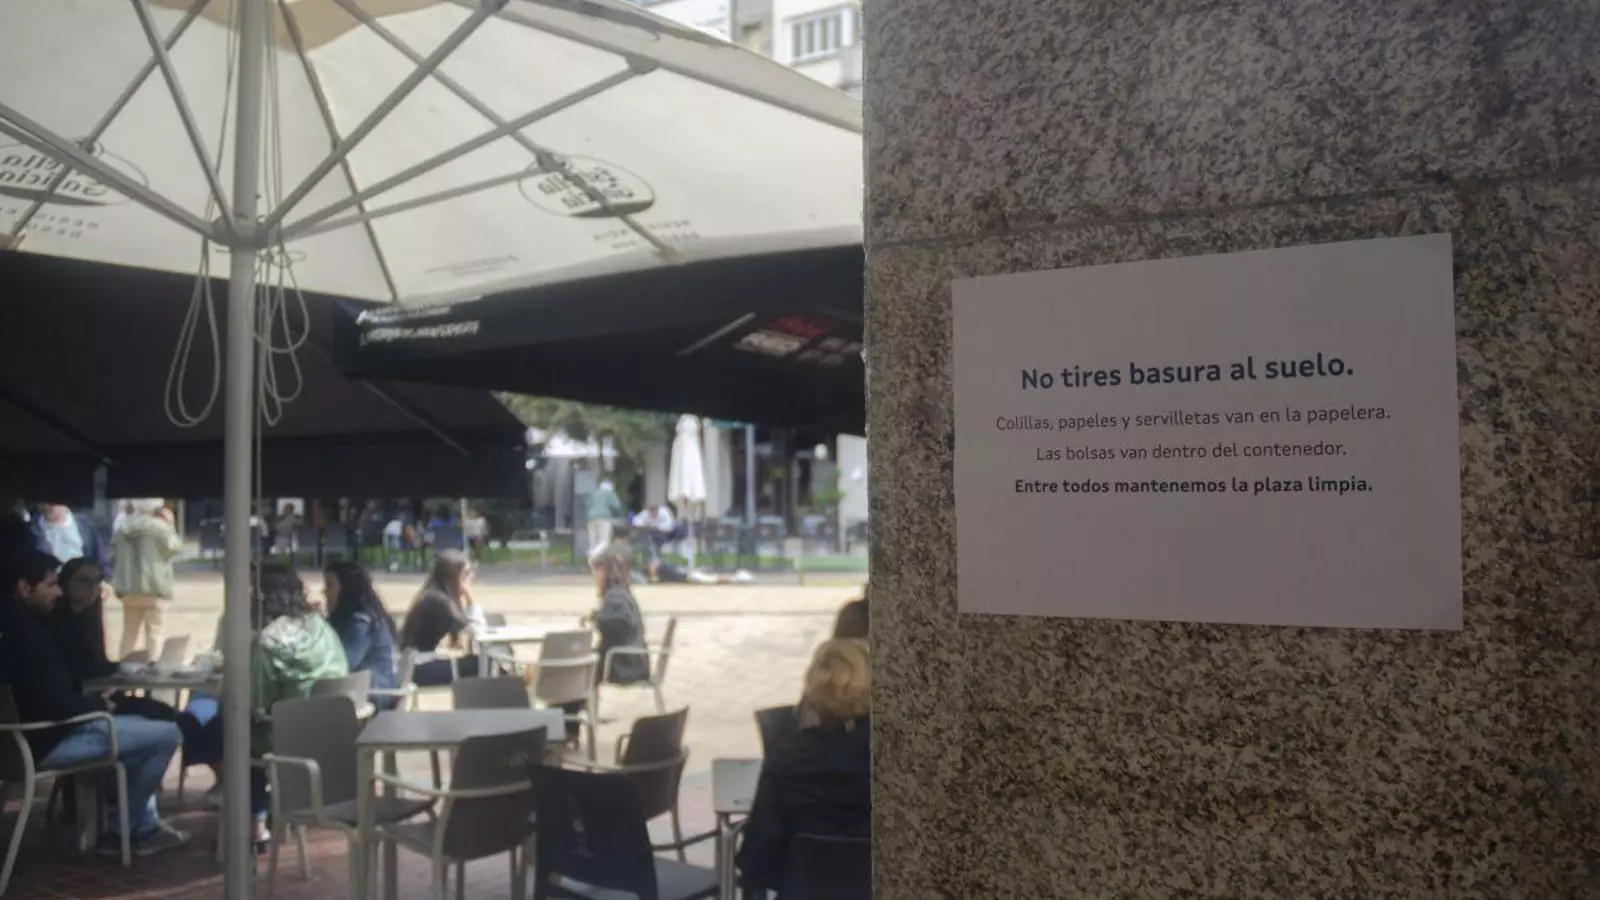 No tires basura al suelo.
Colillas, papeles y servilletas van en la papelera.
Las bolsas van dentro del contenedor.
Entre todos mantenemos la plaza limpia.